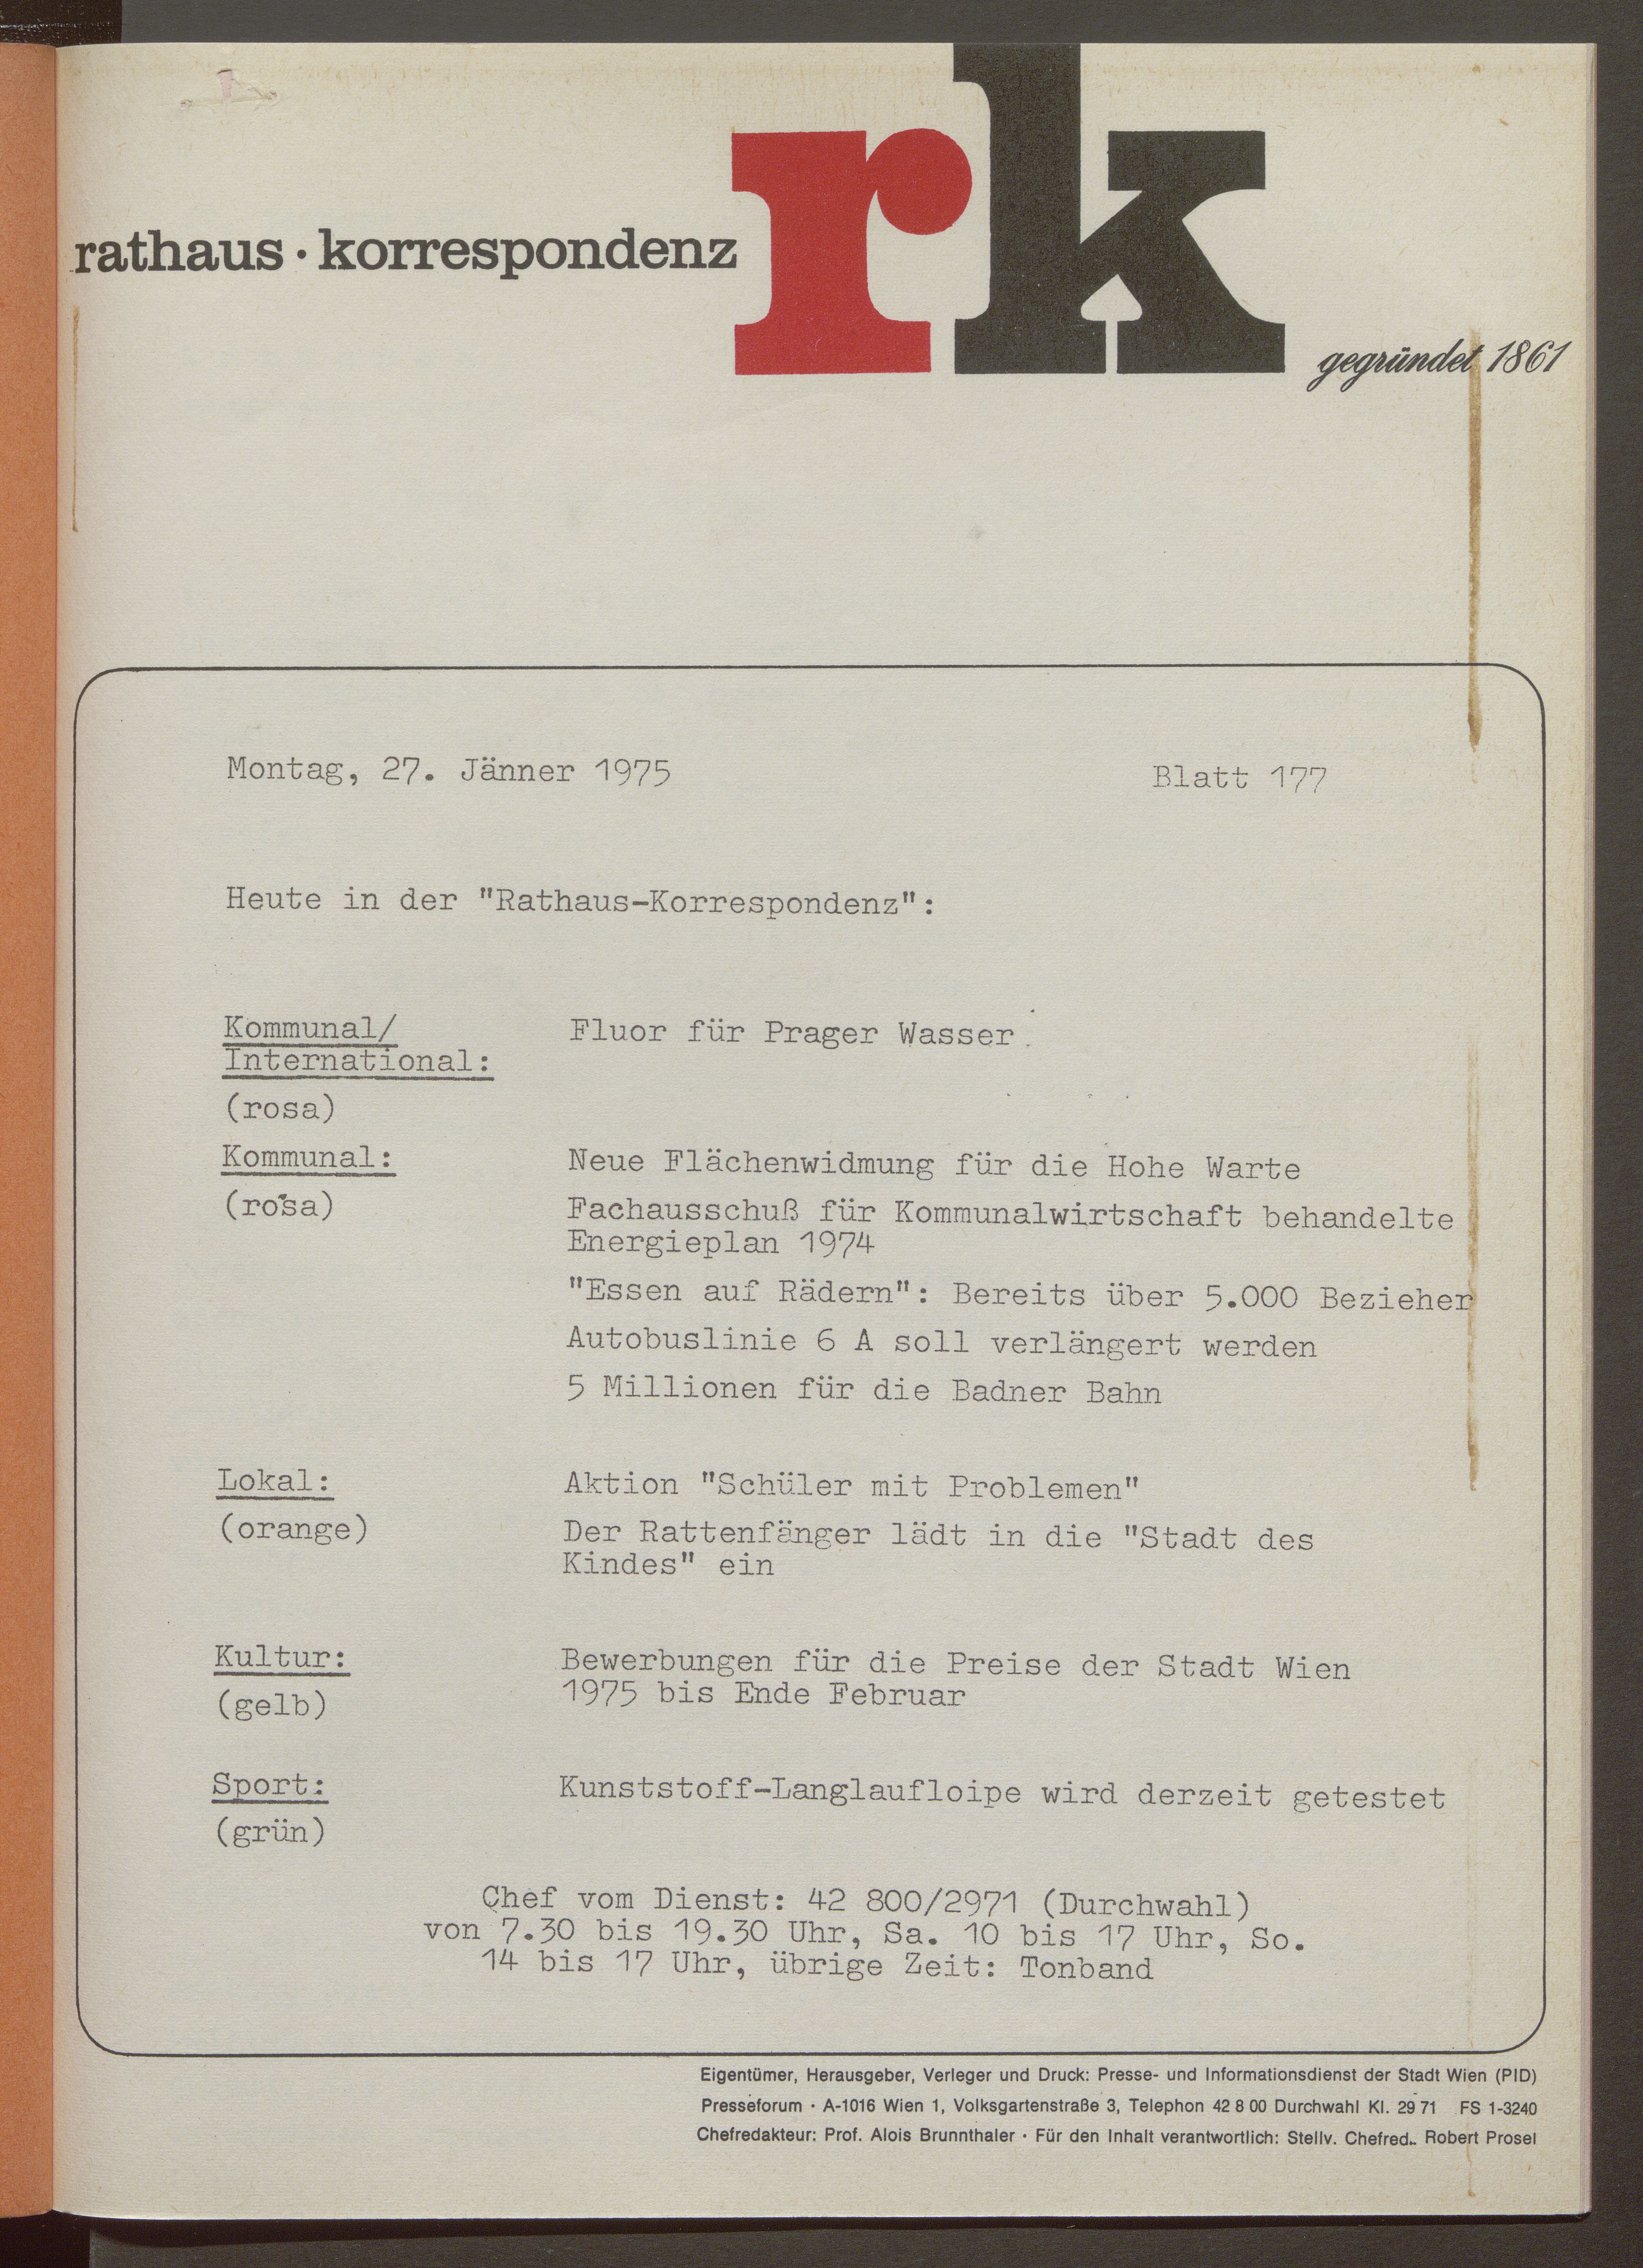 rathaus · korrespondenz
rk
gegründet 1861
Montag, 27. Jänner 1975 Blatt 177
Heute in der "Rathaus-Korrespondenz":
Kommunal/ Fluor für Prager Wasser
International:
(rosa)
Kommunal: Neue Flächenwidmung für die Hohe Warte
(rosa) Fachausschuß für Kommunalwirtschaft behandelte
Energieplan 1974
"Essen auf Rädern": Bereits über 5.000 Bezieher
Autobuslinie 6 A soll verlängert werden
5 Millionen für die Badner Bahn
Lokal: Aktion "Schüler mit Problemen"
(orange) Der Rattenfänger lädt in die "Stadt des
Kindes" ein
Kultur: Bewerbungen für die Preise der Stadt Wien
(gelb) 1975 bis Ende Februar
Sport: Kunststoff-Langlaufloipe wird derzeit getestet
(grün)
Chef vom Dienst: 42 800/2971 (Durchwahl)
von 7.30 bis 19.30 Uhr, Sa. 10 bis 17 Uhr, So.
14 bis 17 Uhr, übrige Zeit: Tonband
Eigentümer, Herausgeber, Verleger und Druck: Presse- und Informationsdienst der Stadt Wien (PID)
Presseforum · A-1016 Wien 1, Volksgartenstraße 3, Telephon 42 8 00 Durchwahl Kl. 29 71 FS 1-3240
Chefredakteur: Prof. Alois Brunnthaler · Für den Inhalt verantwortlich: Stellv. Chefred.. Robert Prosel